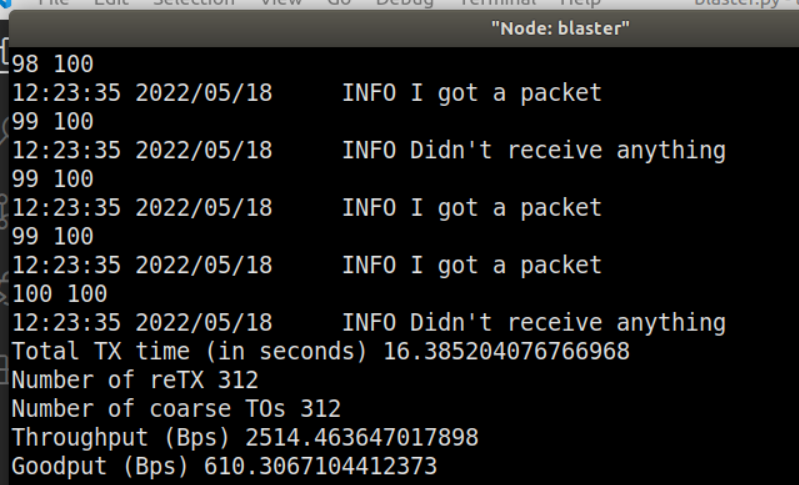 File Edit Selection View Go Debug Terminal Help Blaster.py
"Node: blaster"
98 100
12:23:35 2022/05/18 INFO I got a packet
99 100
12:23:35 2022/05/18 INFO Didn't receive anything
99 100
12:23:35 2022/05/18 INFO I got a packet
99 100
12:23:35 2022/05/18 INFO I got a packet
100 100
12:23:35 2022/05/18 INFO Didn't receive anything
Total TX time (in seconds) 16.385204076766968
Number of reTX 312
Number of coarse TOs 312
Throughput (Bps) 2514.463647017898
Goodput (Bps) 610.3067104412373